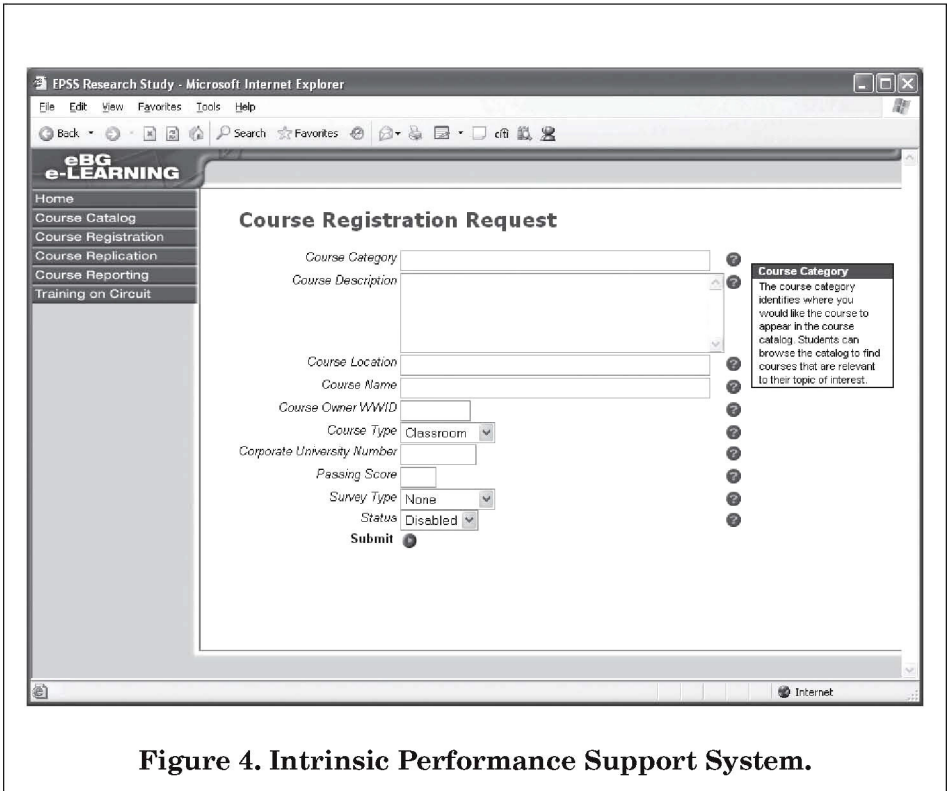 EPSS Research Study - Microsoft Internet Explorer
File Edit View Favorites Tools Help
Back Search Favorites
eBG
e-LEARNING
Home
Course Catalog
Course Registration
Course Replication
Course Reporting
Training on Circuit
Course Registration Request
Course Category
Course Description
Course Location
Course Name
Course Owner WWID
Course Type Classroom
Corporate University Number
Passing Score
Survey Type None
Status Disabled
Submit
Course Category
The course category
identifies where you
would like the course to
appear in the course
catalog. Students can
browse the catalog to find
courses that are relevant
to their topic of interest.
Internet
Figure 4. Intrinsic Performance Support System.